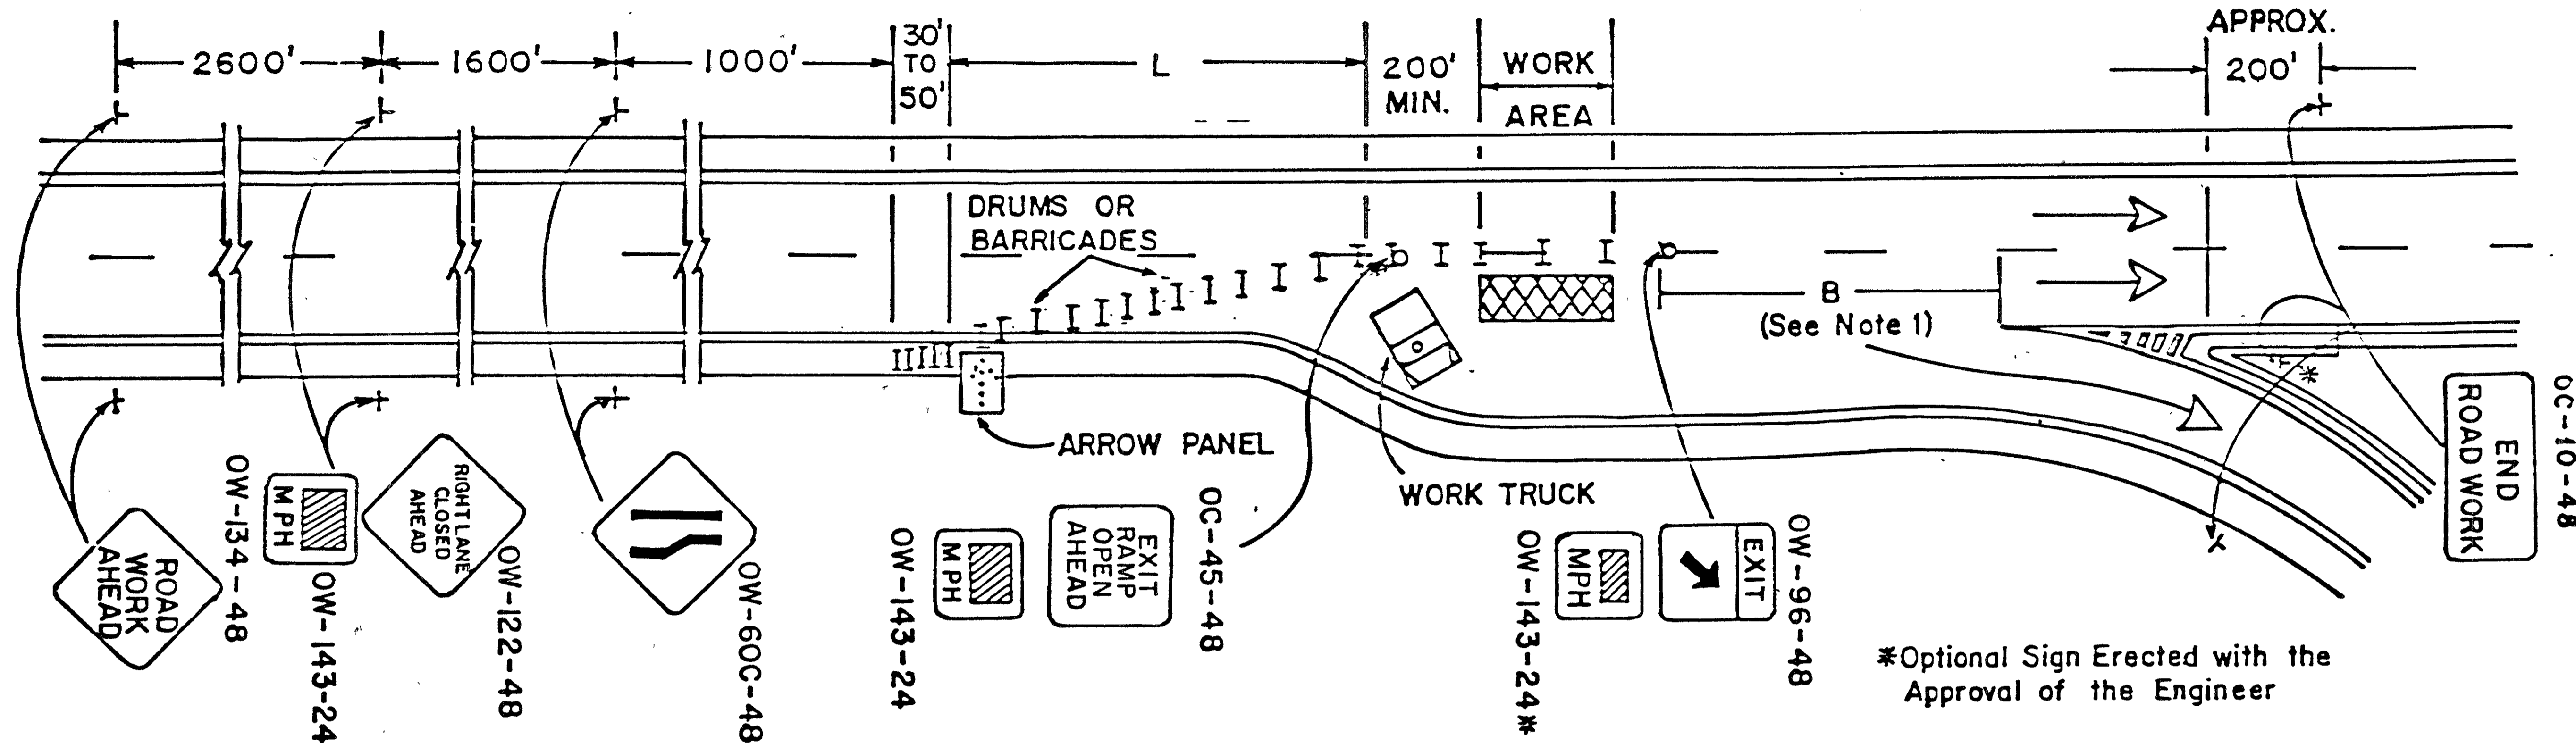 2600'
1600'
1000'
30'
TO
50'
L
200'
MIN.
WORK
AREA
APPROX.
200'
DRUMS OR
BARRICADES
B
(See Note 1)
ARROW PANEL
WORK TRUCK
ROAD
WORK
AHEAD
OW-134-48
MPH
OW-143-24
RIGHT LANE
CLOSED
AHEAD
OW-122-48
OW-60C-48
MPH
OW-143-24
EXIT
RAMP
OPEN
AHEAD
OC-45-48
MPH
OW-143-24*
EXIT
OW-96-48
END
ROAD WORK
OC-10-48
*
*Optional Sign Erected with the
Approval of the Engineer